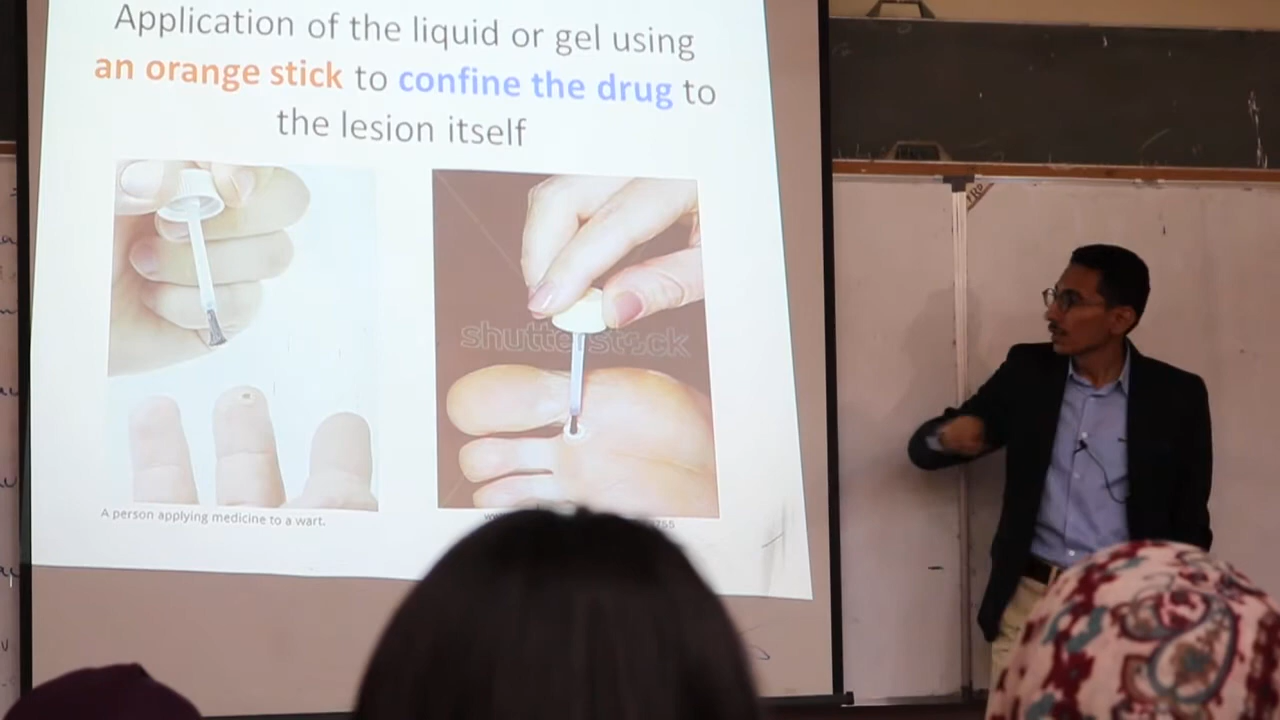 Application of the liquid or gel using
an orange stick to confine the drug to
the lesion itself
shutterstock
A person applying medicine to a wart.